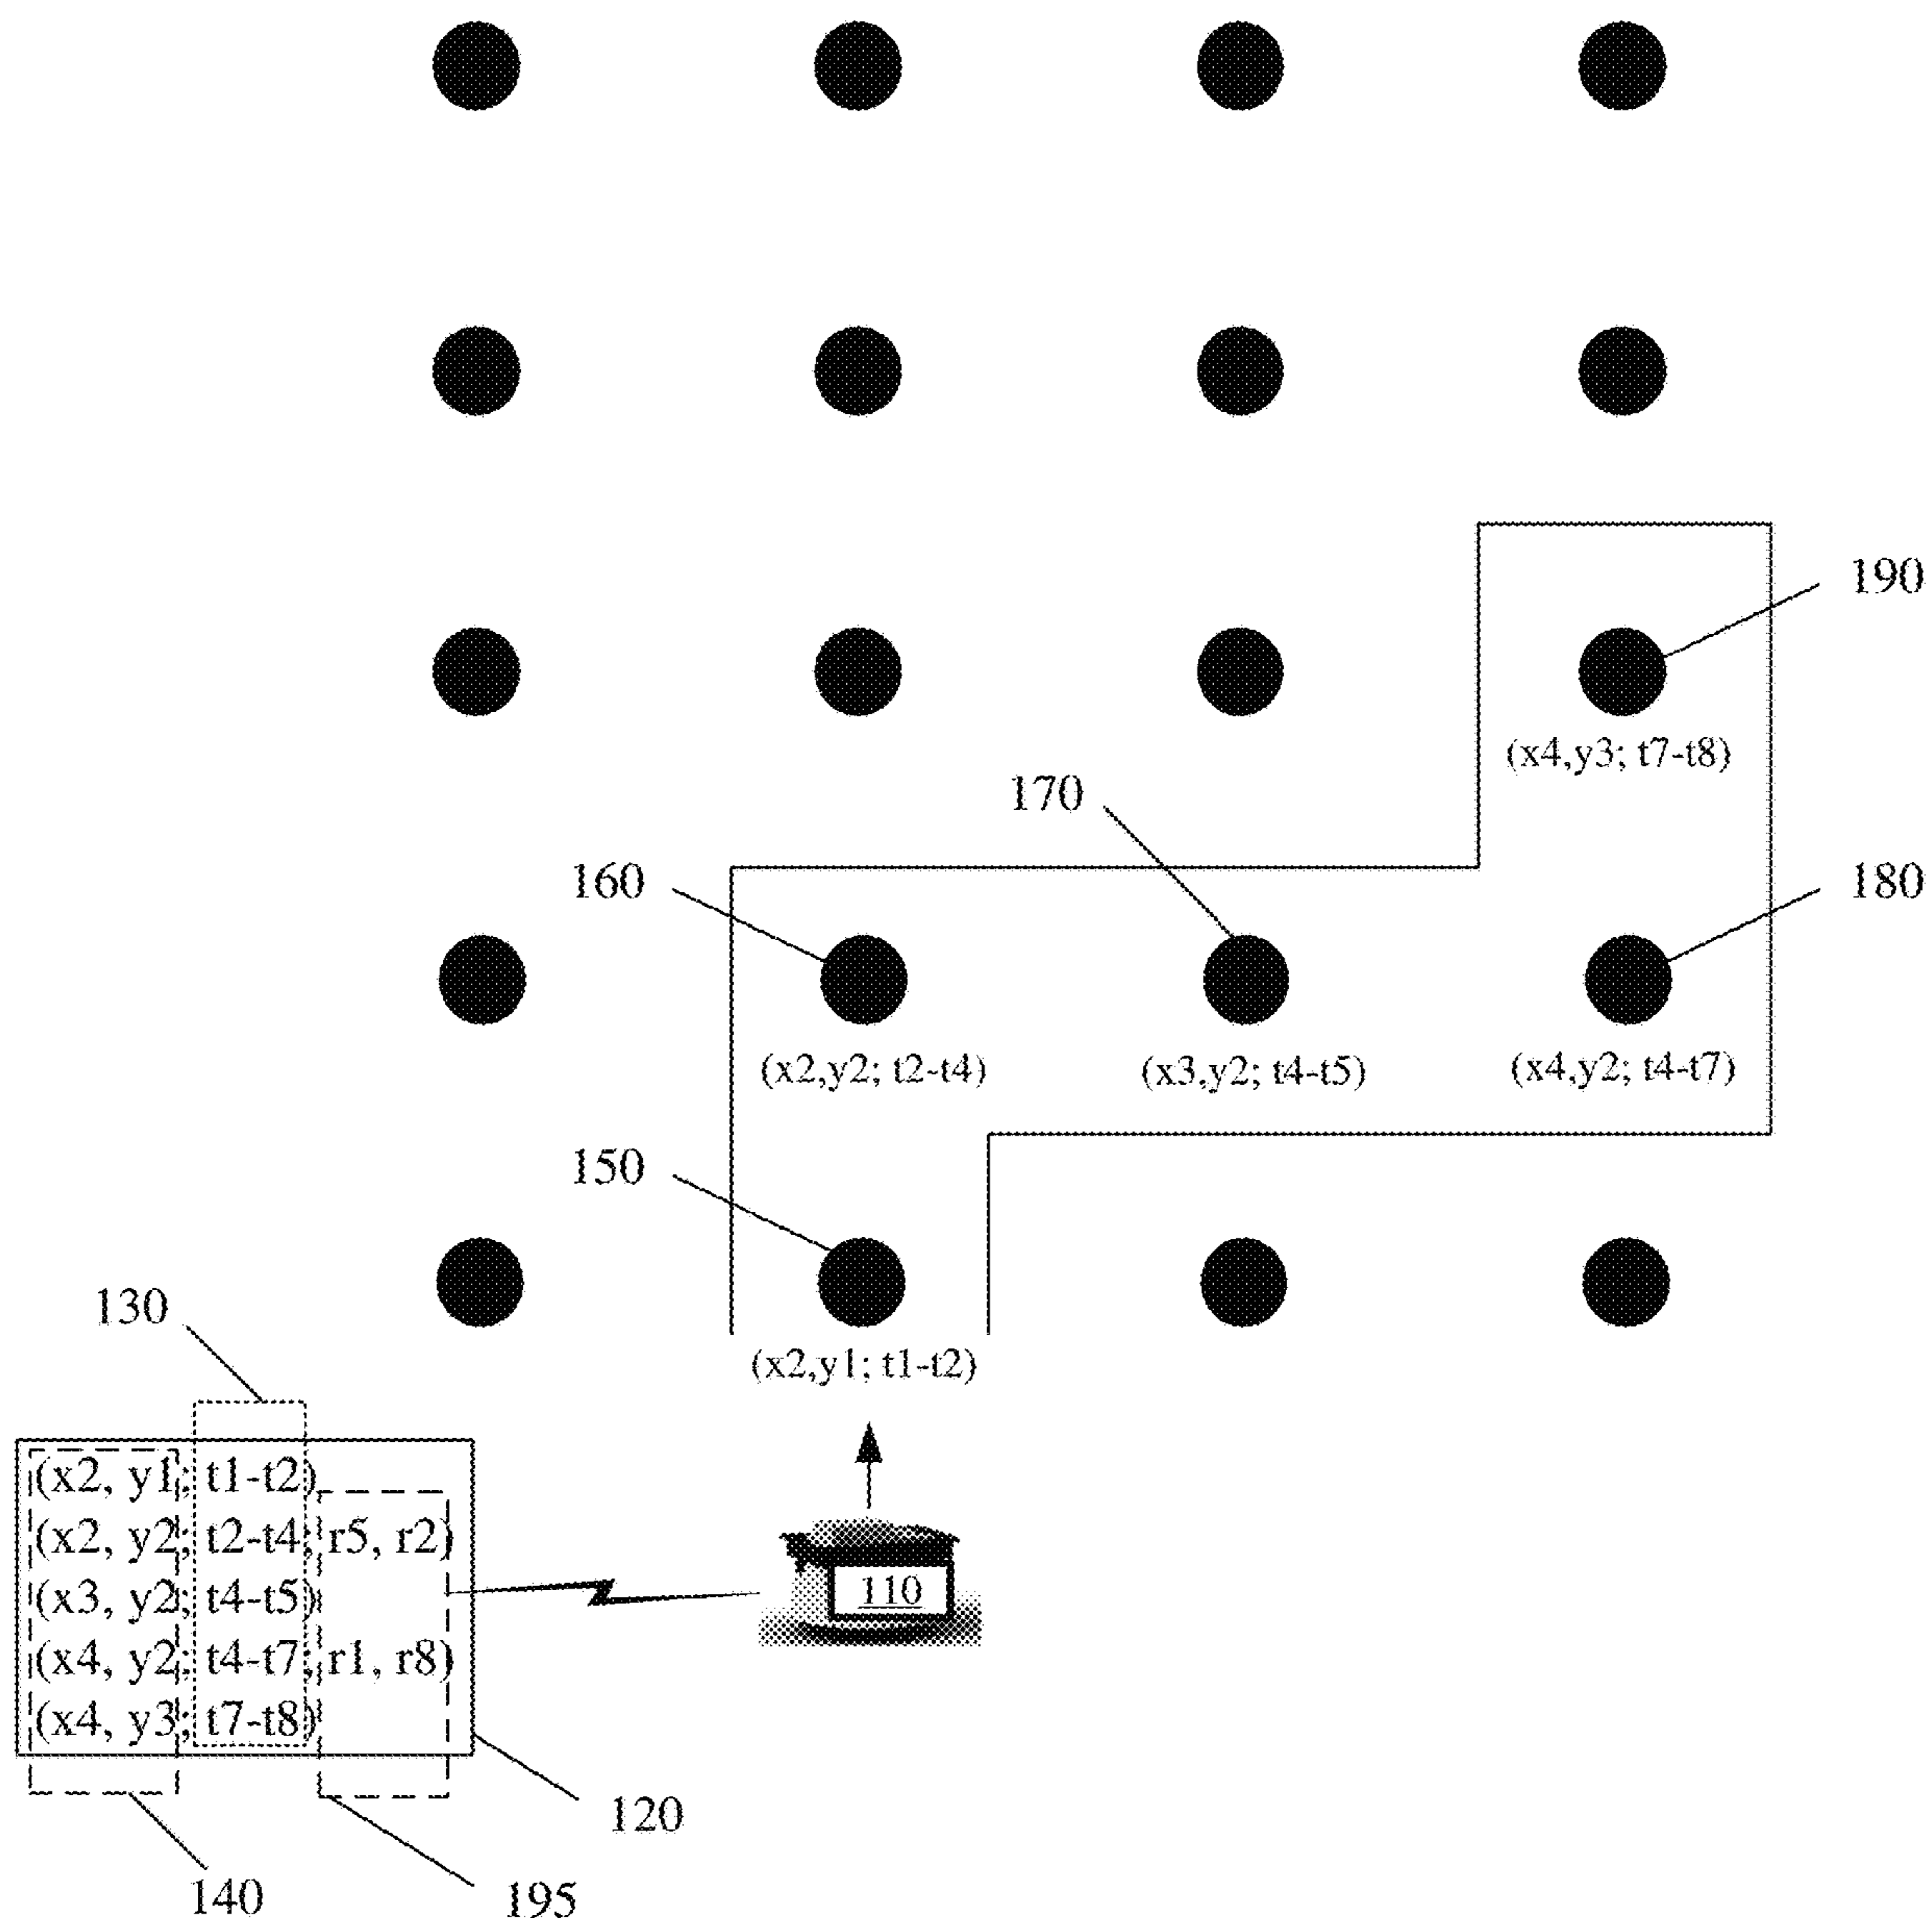 190
(x4,y3; t7-t8)
170
160
180
(x2,y2; t2-t4)
(x3,y2; t4-t5)
(x4,y2; t4-t7)
150
130
(x2,y1; t1-t2)
(x2, y1; t1-t2)
(x2, y2; t2-t4; r5, r2)
(x3, y2; t4-t5)
(x4, y2; t4-t7; r1, r8)
(x4, y3; t7-t8)
110
120
140
195